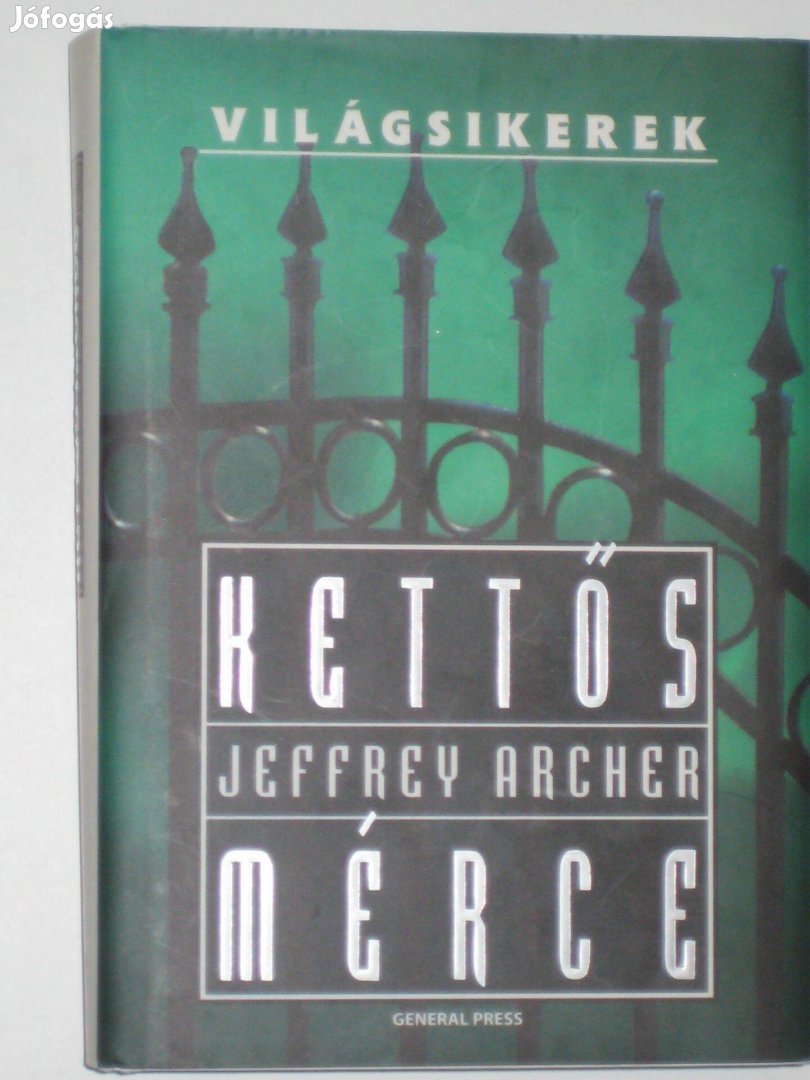 Jófogás
VILÁGSIKEREK
KETTŐS
JEFFREY ARCHER
MÉRCE
GENERAL PRESS